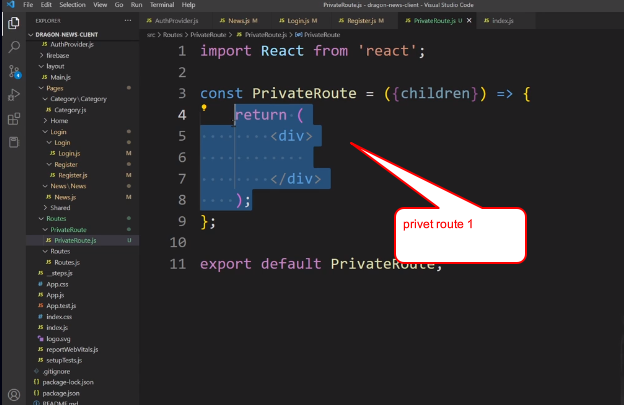 File Edit Selection View Go Run Terminal Help PrivateRoute.js - dragon-news-client - Visual Studio Code
EXPLORER ...
AuthProvider.js News.js M Login.js M Register.js M PrivateRoute.js U index.js
src > Routes > PrivateRoute > PrivateRoute.js > PrivateRoute
DRAGON-NEWS-CLIENT
AuthProvider.js
firebase
layout
Main.js
Pages
Category\Category
Category.js
Home
Login
Login
Login.js M
Register
Register.js M
News\News
News.js M
Shared
Routes
PrivateRoute
PrivateRoute.js U
Routes
Routes.js
__steps.js
App.css
App.js
App.test.js
index.css
index.js
logo.svg
reportWebVitals.js
setupTests.js
.gitignore
package-lock.json
package.json
README.md
1 import React from 'react';
2
3 const PrivateRoute = ({children}) => {
4 return (
5 <div>
6
7 </div>
8 );
9 };
10
11 export default PrivateRoute;
privet route 1